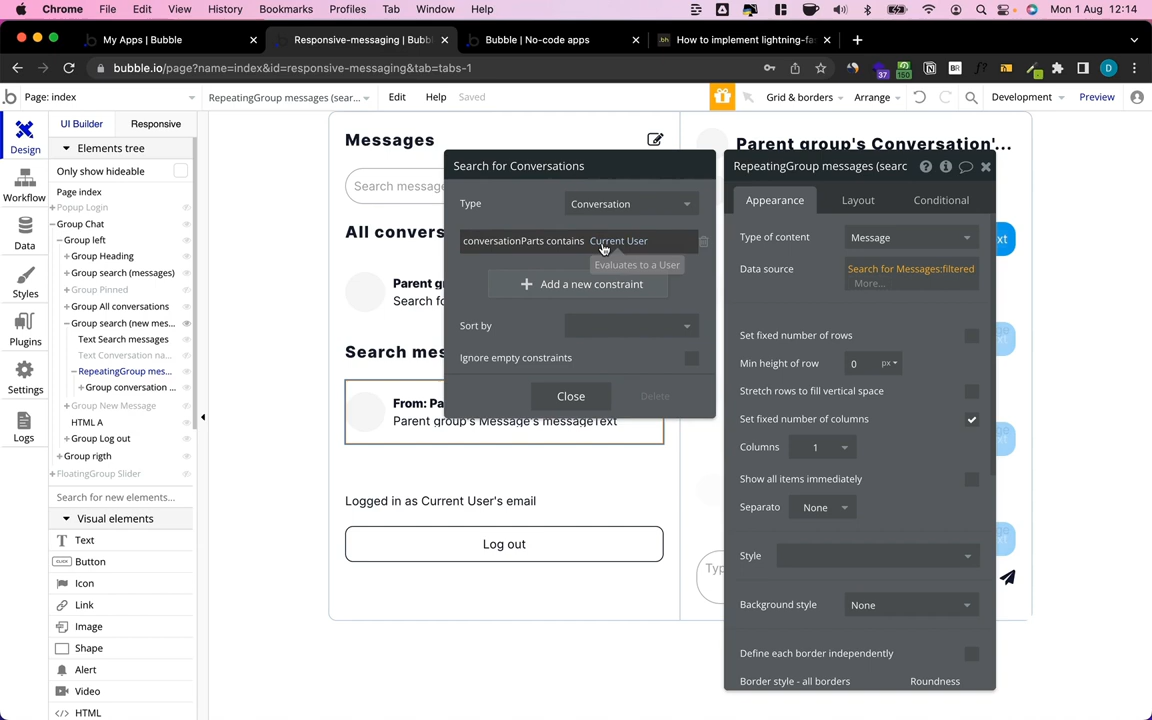 Chrome File Edit View History Bookmarks Profiles Tab Window Help Mon 1 Aug 12:14
My Apps | Bubble
Responsive-messaging | Bubbl
Bubble | No-code apps
.bh How to implement lightning-fa
bubble.io/page?name=index&id=responsive-messaging&tab=tabs-1
37
150
BR
f?
D
Page: index
RepeatingGroup messages (sear...
Edit Help Saved
Grid & borders
Arrange
Development
Preview
Design
Workflow
Data
Styles
Plugins
Settings
Logs
UI Builder Responsive
Elements tree
Only show hideable
Page index
Popup Login
Group Chat
Group left
Group Heading
Group search (messages)
Group Pinned
Group All conversations
Group search (new mes...
Text Search messages
Text Conversation na...
RepeatingGroup mes...
Group conversation ...
Group New Message
HTML A
Group Log out
Group rigth
FloatingGroup Slider
Search for new elements...
Visual elements
Text
CLICK Button
Icon
Link
Image
Shape
Alert
Video
</> HTML
Messages
Search message
All convers
Parent g
Search fo
Search mes
From: Pa
Parent group's Message's messageText
Logged in as Current User's email
Log out
Parent group's Conversation'...
xt
Typ
Search for Conversations
Type Conversation
conversationParts contains Current User
Evaluates to a User
Add a new constraint
Sort by
Ignore empty constraints
Close Delete
RepeatingGroup messages (searc
Appearance Layout Conditional
Type of content Message
Data source Search for Messages:filtered
More...
Set fixed number of rows
Min height of row 0 px
Stretch rows to fill vertical space
Set fixed number of columns
Columns 1
Show all items immediately
Separato None
Style
Background style None
Define each border independently
Border style - all borders Roundness